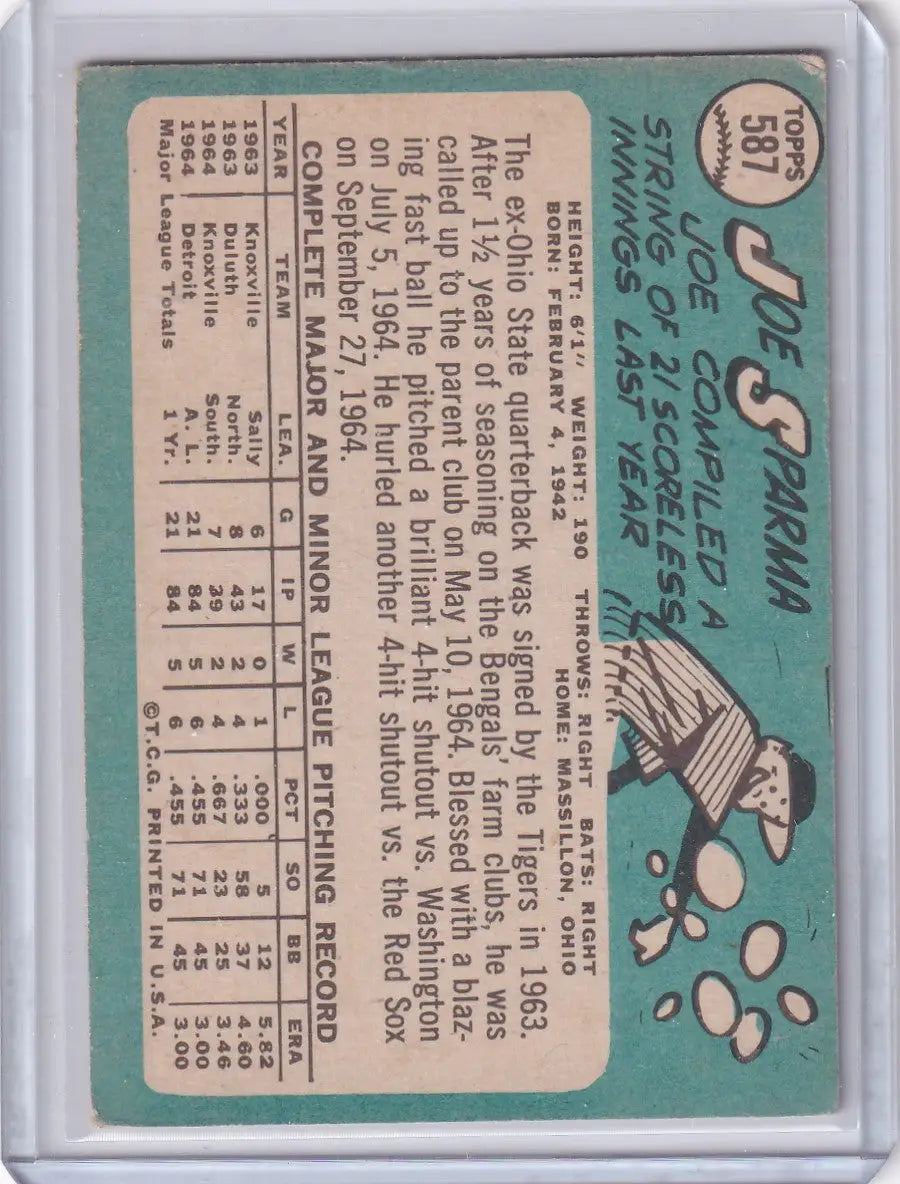 TOPPS
587
JOE SPARMA
JOE COMPILED A
STRING OF 21 SCORELESS
INNINGS LAST YEAR
HEIGHT: 6'1" WEIGHT: 190 THROWS: RIGHT BATS: RIGHT
BORN: FEBRUARY 4, 1942 HOME: MASSILLON, OHIO
The ex-Ohio State quarterback was signed by the Tigers in 1963.
After 1½ years of seasoning on the Bengals' farm clubs, he was
called up to the parent club on May 10, 1964. Blessed with a blaz-
ing fast ball he pitched a brilliant 4-hit shutout vs. Washington
on July 5, 1964. He hurled another 4-hit shutout vs. the Red Sox
on September 27, 1964.
COMPLETE MAJOR AND MINOR LEAGUE PITCHING RECORD
YEAR TEAM LEA. G IP W L PCT SO BB ERA
1963 Knoxville Sally 6 17 0 1 .000 5 12 5.82
1963 Duluth North. 8 43 2 4 .333 58 37 4.60
1964 Knoxville South. 7 39 2 4 .667 23 25 3.46
1964 Detroit A. L. 21 84 5 6 .455 71 45 3.00
Major League Totals 1 Yr. 21 84 5 6 .455 71 45 3.00
©T.C.G. PRINTED IN U.S.A.